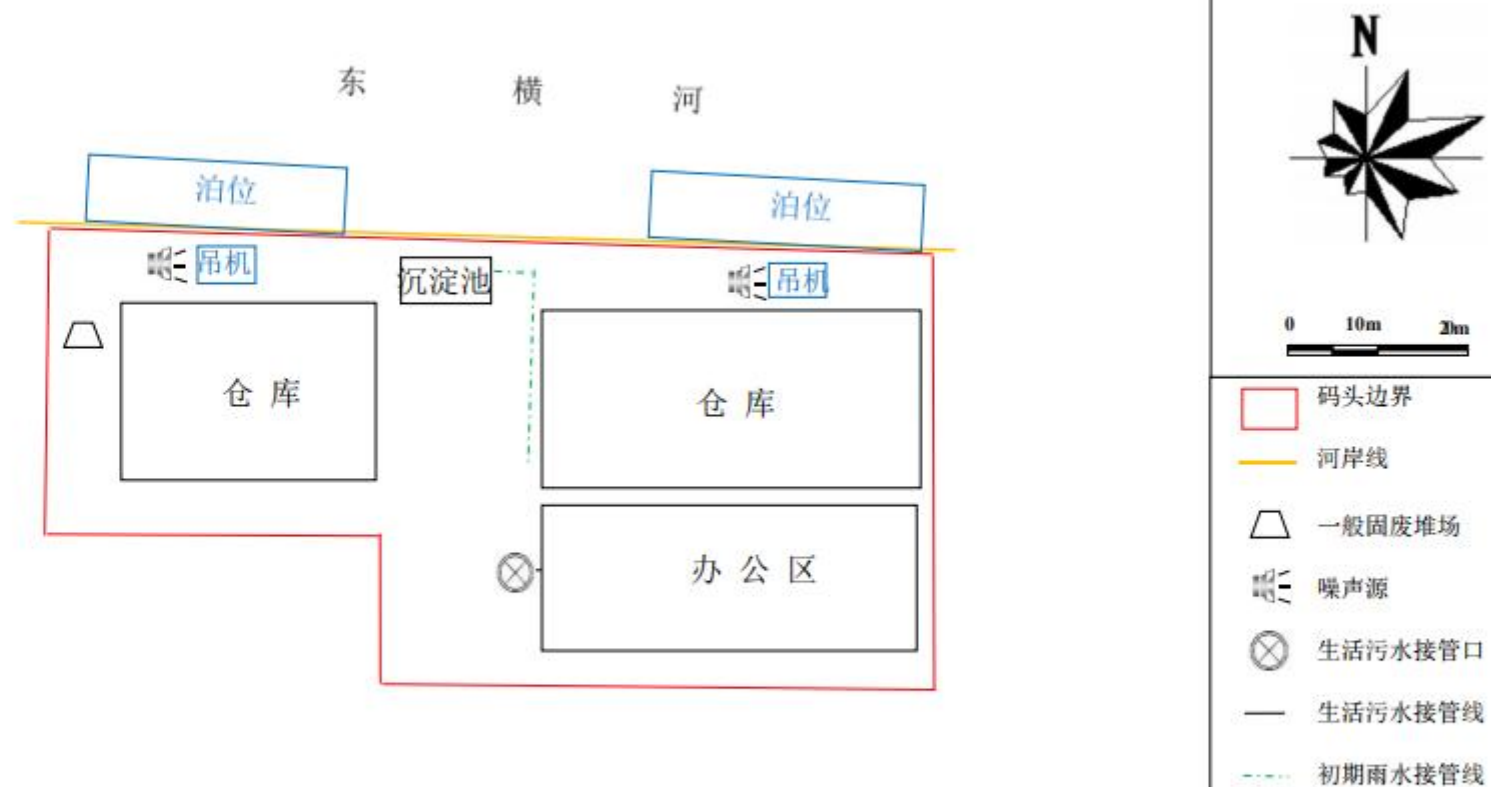 东 横 河
泊位
泊位
吊机
沉淀池
吊机
仓 库
仓 库
办 公 区
N
0 10m 20m
码头边界
河岸线
一般固废堆场
噪声源
生活污水接管口
生活污水接管线
初期雨水接管线